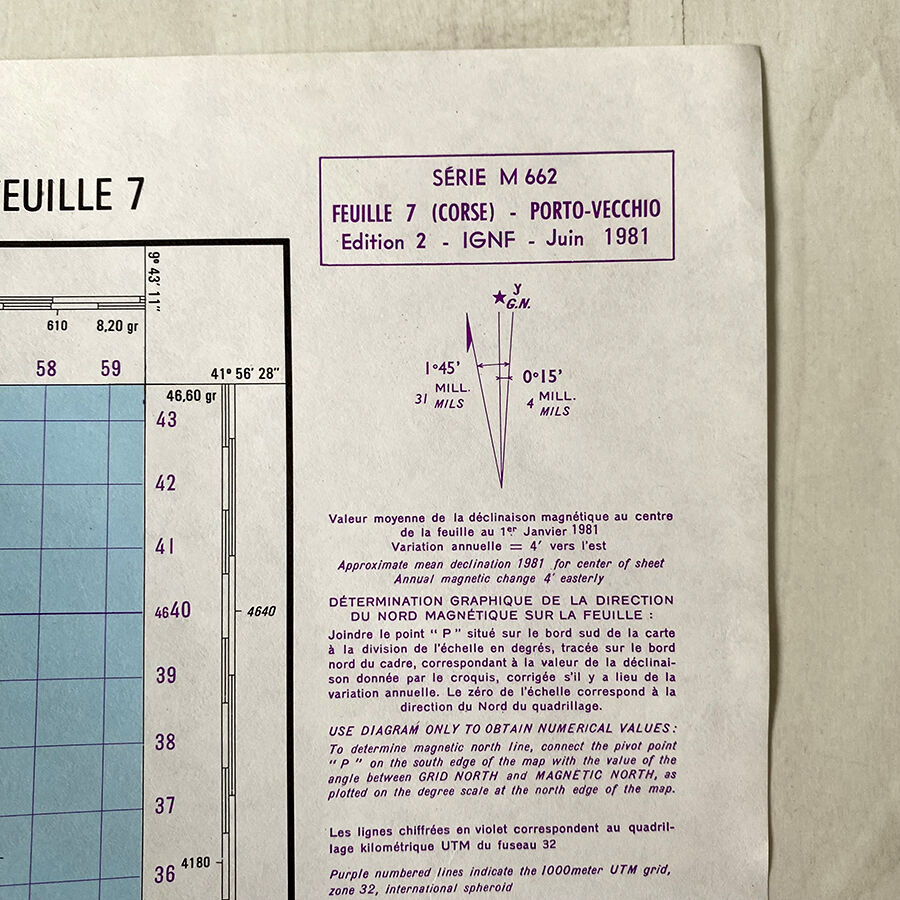 FEUILLE 7
SÉRIE M 662
FEUILLE 7 (CORSE) - PORTO-VECCHIO
Edition 2 - IGNF - Juin 1981
9° 43' 11"
610
8,20 gr
58
59
41° 56' 28"
46,60 gr
43
42
41
4640
4640
39
38
37
4180
36
Y
G.N.
1°45'
31 MILL.
MILS
0°15'
4 MILL.
MILS
Valeur moyenne de la déclinaison magnétique au centre
de la feuille au 1er Janvier 1981
Variation annuelle = 4' vers l'est
Approximate mean declination 1981 for center of sheet
Annual magnetic change 4' easterly
DÉTERMINATION GRAPHIQUE DE LA DIRECTION
DU NORD MAGNÉTIQUE SUR LA FEUILLE :
Joindre le point " P " situé sur le bord sud de la carte
à la division de l'échelle en degrés, tracée sur le bord
nord du cadre, correspondant à la valeur de la déclinai-
son donnée par le croquis, corrigée s'il y a lieu de la
variation annuelle. Le zéro de l'échelle correspond à la
direction du Nord du quadrillage.
USE DIAGRAM ONLY TO OBTAIN NUMERICAL VALUES :
To determine magnetic north line, connect the pivot point
" P " on the south edge of the map with the value of the
angle between GRID NORTH and MAGNETIC NORTH, as
plotted on the degree scale at the north edge of the map.
Les lignes chiffrées en violet correspondent au quadril-
lage kilométrique UTM du fuseau 32
Purple numbered lines indicate the 1000meter UTM grid,
zone 32, international spheroid